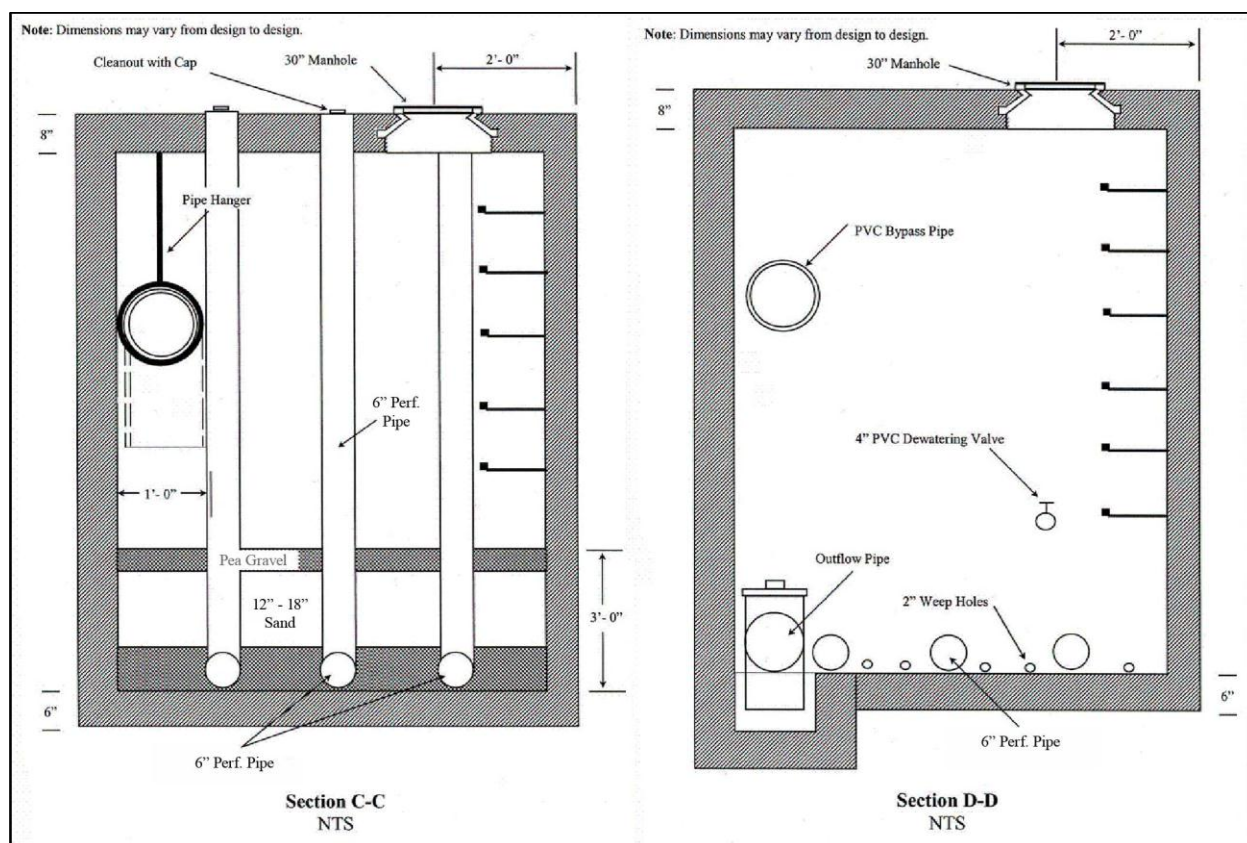 Note: Dimensions may vary from design to design.
Cleanout with Cap
30” Manhole
2’- 0”
8”
Pipe Hanger
6” Perf.
Pipe
1’- 0”
Pea Gravel
12” - 18”
Sand
3’- 0”
6”
6” Perf. Pipe
Section C-C
NTS
Note: Dimensions may vary from design to design.
2’- 0”
30” Manhole
8”
PVC Bypass Pipe
4” PVC Dewatering Valve
Outflow Pipe
2” Weep Holes
6”
6” Perf. Pipe
Section D-D
NTS